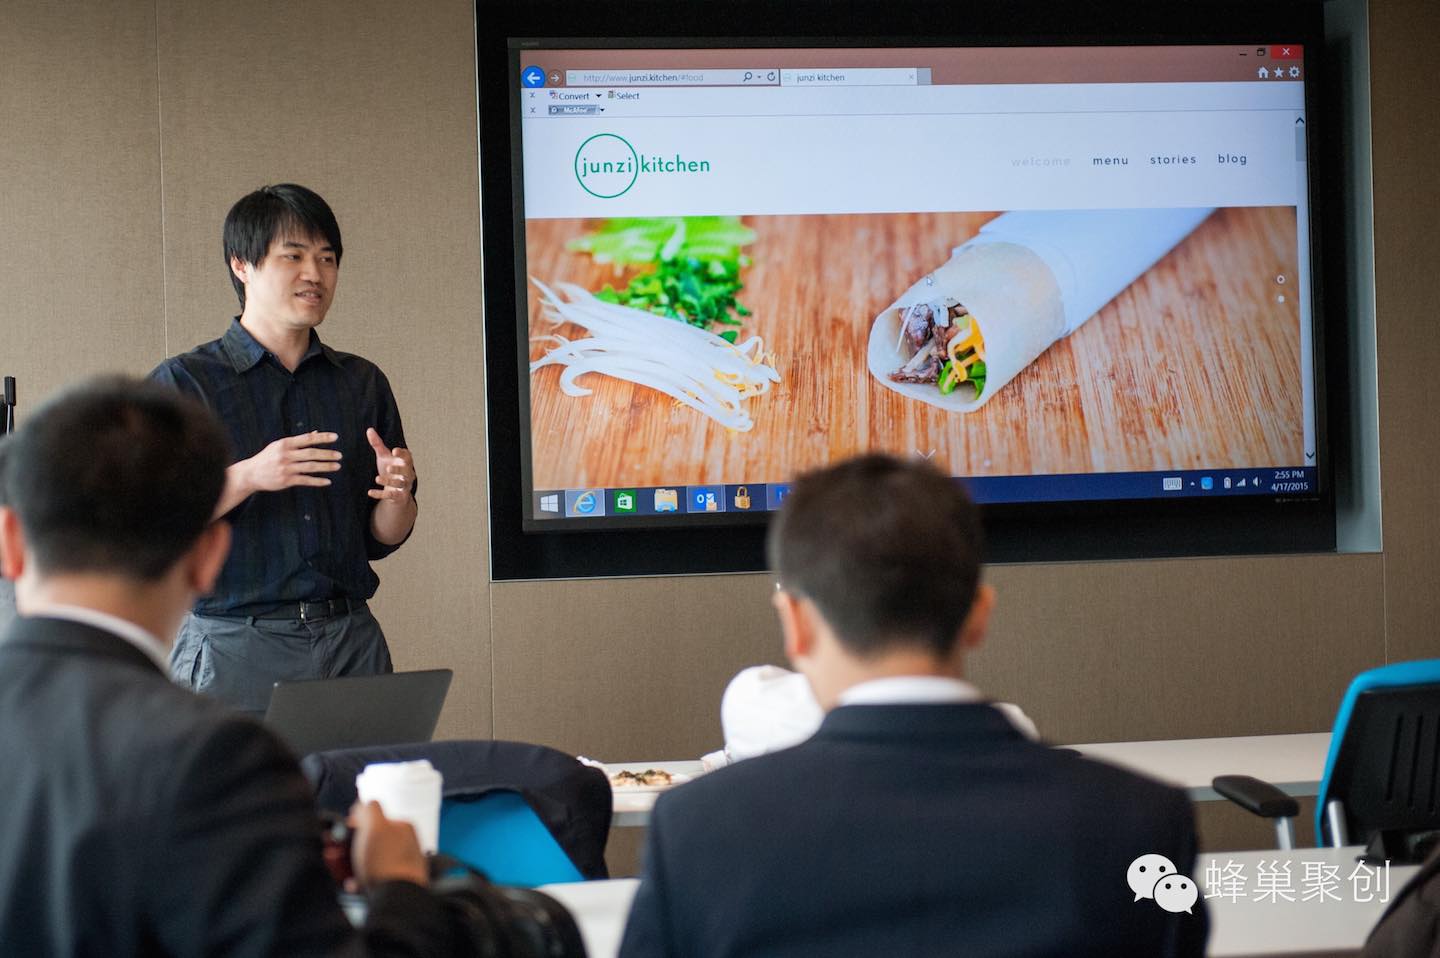 http://www.junzi.kitchen/#food
junzi kitchen
Convert
Select
McAfee
junzi kitchen
welcome
menu
stories
blog
2:55 PM
4/17/2015
蜂巢聚创